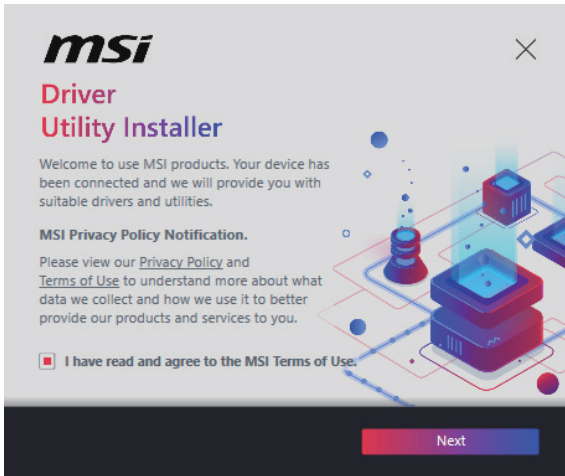 msi
Driver
Utility Installer
Welcome to use MSI products. Your device has
been connected and we will provide you with
suitable drivers and utilities.
MSI Privacy Policy Notification.
Please view our Privacy Policy and
Terms of Use to understand more about what
data we collect and how we use it to better
provide our products and services to you.
I have read and agree to the MSI Terms of Use.
Next